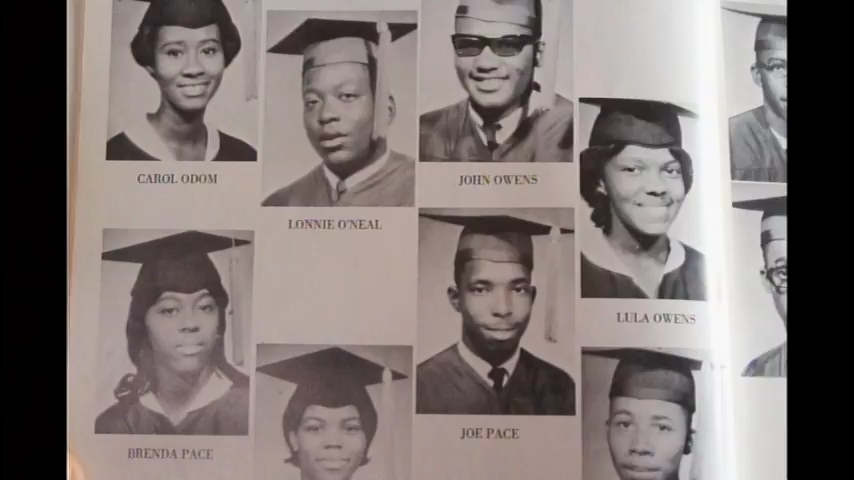 CAROL ODOM
LONNIE O'NEAL
JOHN OWENS
LULA OWENS
BRENDA PACE
JOE PACE